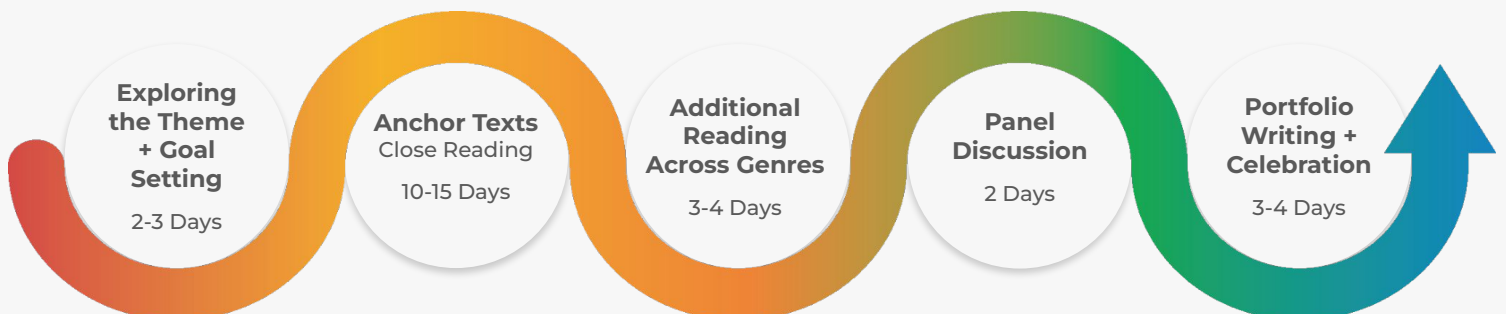 Exploring
the Theme
+ Goal
Setting
2-3 Days
Anchor Texts
Close Reading
10-15 Days
Additional
Reading
Across Genres
3-4 Days
Panel
Discussion
2 Days
Portfolio
Writing +
Celebration
3-4 Days